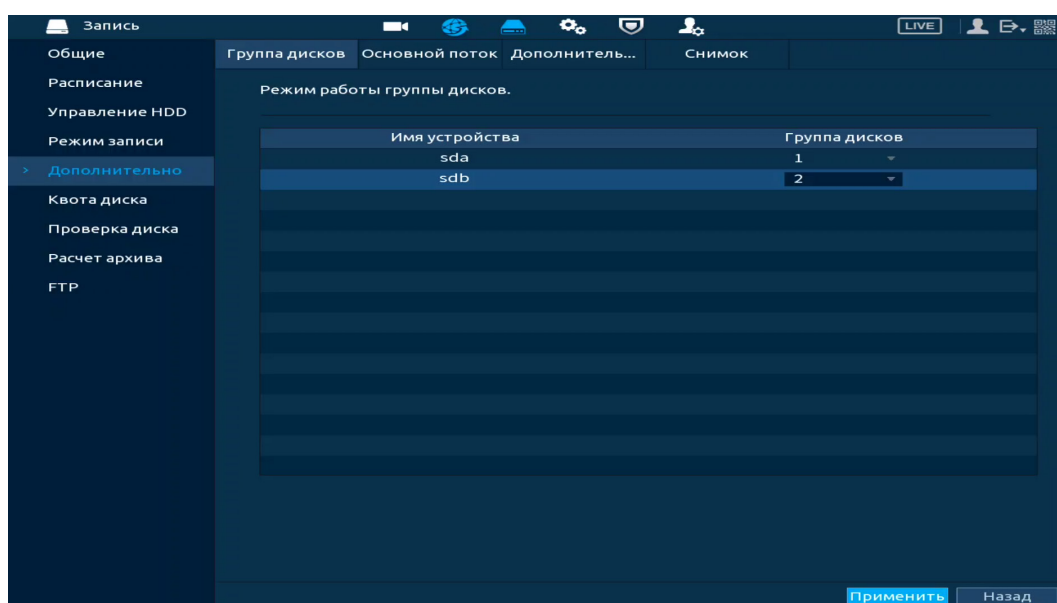 Запись
LIVE
Общие
Расписание
Управление HDD
Режим записи
> Дополнительно
Квота диска
Проверка диска
Расчет архива
FTP
Группа дисков Основной поток Дополнитель... Снимок
Режим работы группы дисков.
Имя устройства Группа дисков
sda 1
sdb 2
Применить Назад